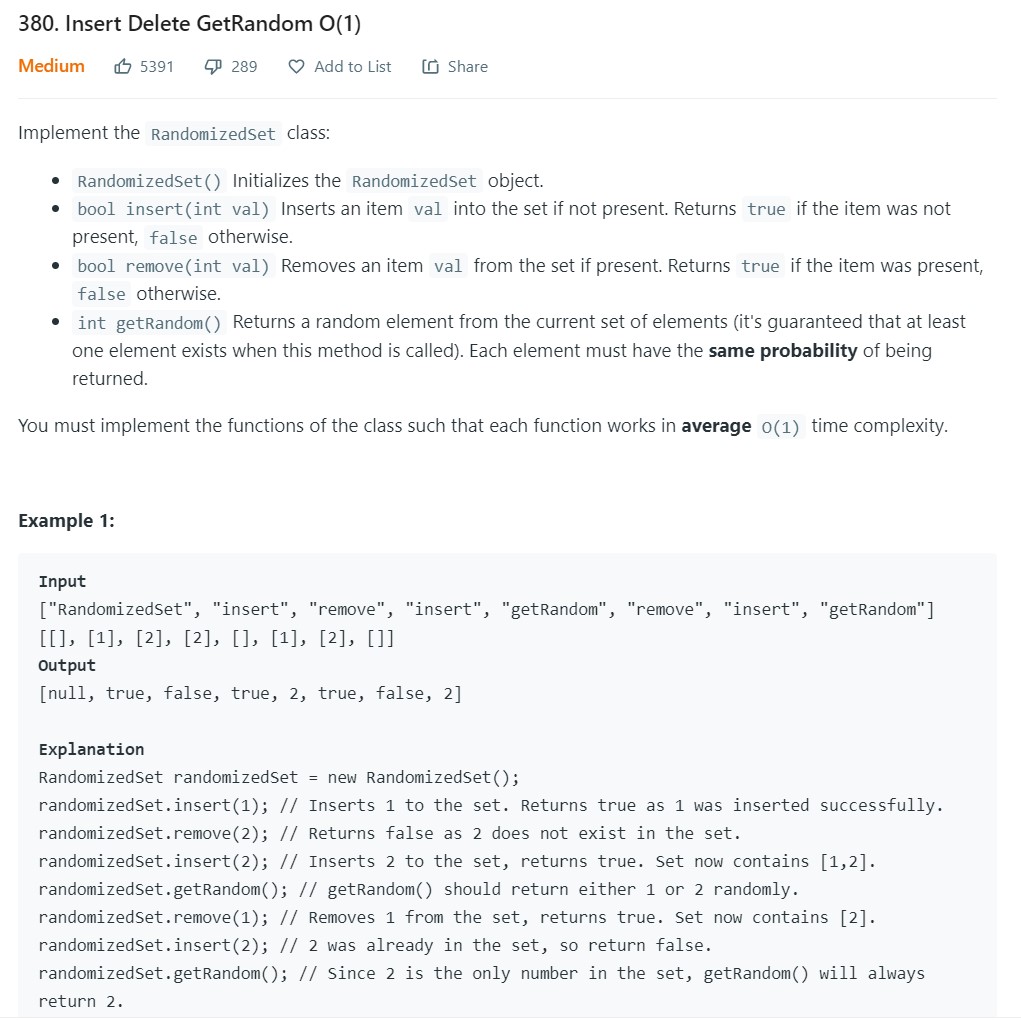 380. Insert Delete GetRandom O(1)
Medium 5391 289 Add to List Share
Implement the RandomizedSet class:
• RandomizedSet() Initializes the RandomizedSet object.
• bool insert(int val) Inserts an item val into the set if not present. Returns true if the item was not
present, false otherwise.
• bool remove(int val) Removes an item val from the set if present. Returns true if the item was present,
false otherwise.
• int getRandom() Returns a random element from the current set of elements (it's guaranteed that at least
one element exists when this method is called). Each element must have the same probability of being
returned.
You must implement the functions of the class such that each function works in average O(1) time complexity.
Example 1:
Input
["RandomizedSet", "insert", "remove", "insert", "getRandom", "remove", "insert", "getRandom"]
[[], [1], [2], [2], [], [1], [2], []]
Output
[null, true, false, true, 2, true, false, 2]
Explanation
RandomizedSet randomizedSet = new RandomizedSet();
randomizedSet.insert(1); // Inserts 1 to the set. Returns true as 1 was inserted successfully.
randomizedSet.remove(2); // Returns false as 2 does not exist in the set.
randomizedSet.insert(2); // Inserts 2 to the set, returns true. Set now contains [1,2].
randomizedSet.getRandom(); // getRandom() should return either 1 or 2 randomly.
randomizedSet.remove(1); // Removes 1 from the set, returns true. Set now contains [2].
randomizedSet.insert(2); // 2 was already in the set, so return false.
randomizedSet.getRandom(); // Since 2 is the only number in the set, getRandom() will always
return 2.